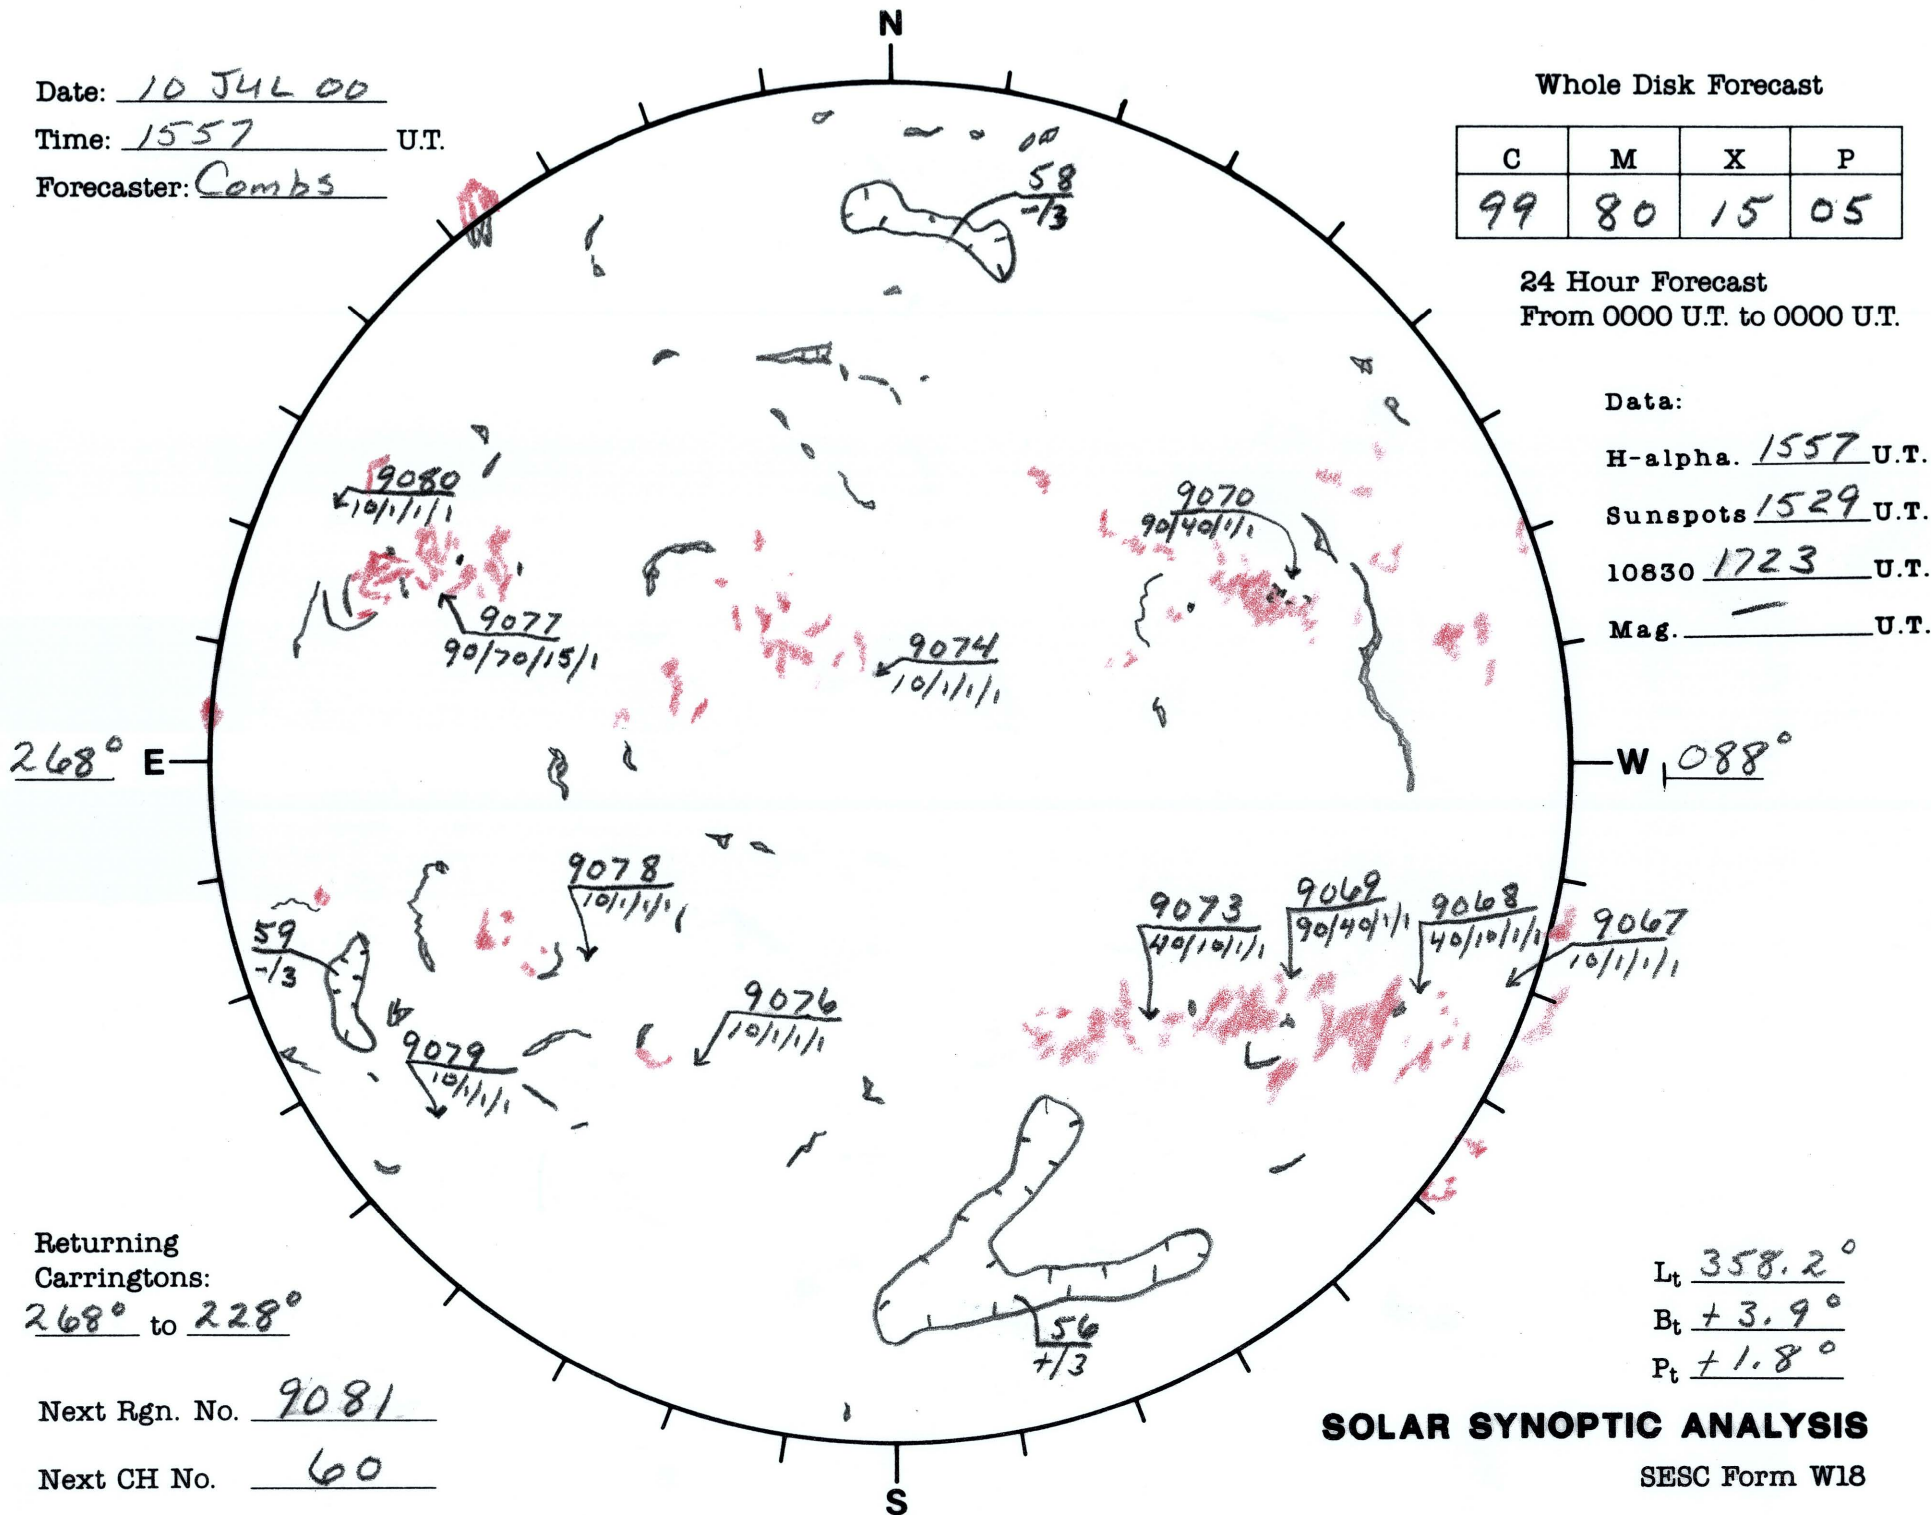 N
Date: 10 JUL 00
Time: 1557 U.T.
Forecaster: Combs
Whole Disk Forecast
C M X P
99 80 15 05
24 Hour Forecast
From 0000 U.T. to 0000 U.T.
Data:
H-alpha. 1557 U.T.
Sunspots 1529 U.T.
10830 1723 U.T.
Mag. — U.T.
58
-/3
9080
10/1/1/1
9070
90/40/1/1
9077
90/70/15/1
9074
10/1/1/1
268° E
W 088°
9078
10/1/1/1
9073
40/10/1/1
9069
90/40/1/1
9068
40/10/1/1
9067
10/1/1/1
59
-/3
9076
10/1/1/1
9079
10/1/1/1
56
+/3
Returning
Carringtons:
268° to 228°
Next Rgn. No. 9081
Next CH No. 60
Lt 358.2°
Bt +3.9°
Pt +1.8°
SOLAR SYNOPTIC ANALYSIS
SESC Form W18
S